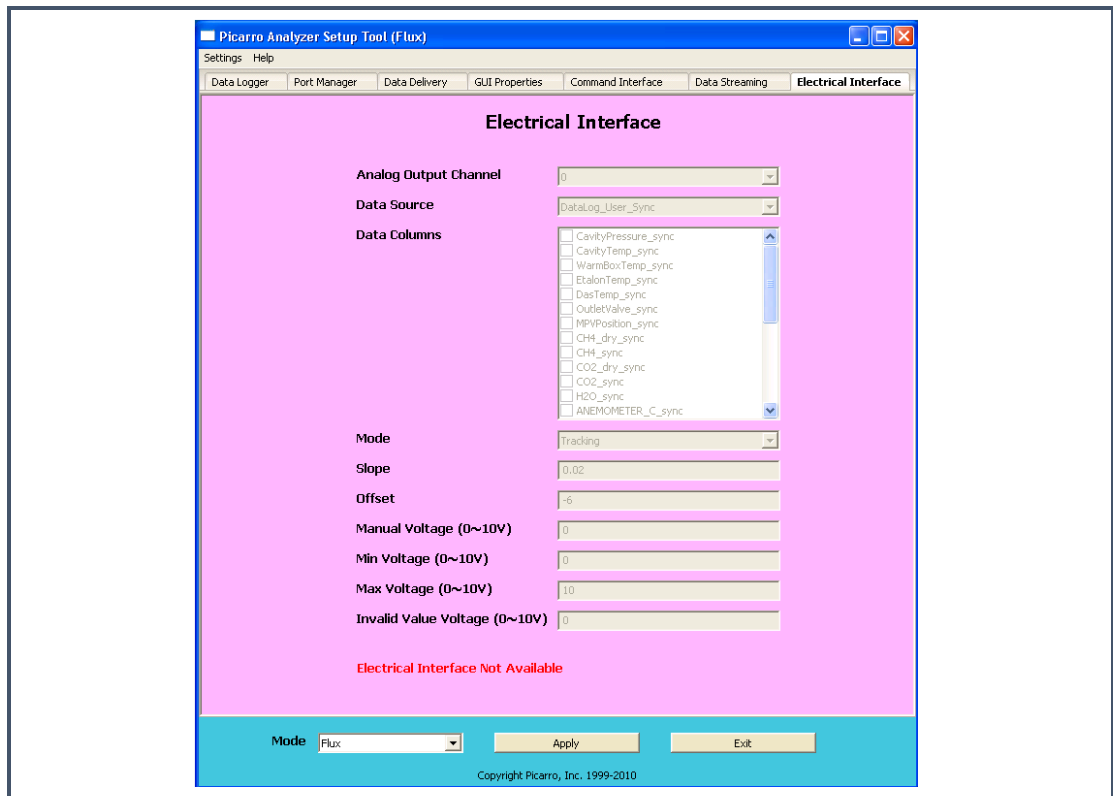 Picarro Analyzer Setup Tool (Flux)
Settings Help
Data Logger Port Manager Data Delivery GUI Properties Command Interface Data Streaming Electrical Interface
Electrical Interface
Analog Output Channel 0
Data Source DataLog_User_Sync
Data Columns CavityPressure_sync
CavityTemp_sync
WarmBoxTemp_sync
EtalonTemp_sync
DasTemp_sync
OutletValve_sync
MPVPosition_sync
CH4_dry_sync
CH4_sync
CO2_dry_sync
CO2_sync
H2O_sync
ANEMOMETER_C_sync
Mode Tracking
Slope 0.02
Offset -6
Manual Voltage (0~10V) 0
Min Voltage (0~10V) 0
Max Voltage (0~10V) 10
Invalid Value Voltage (0~10V) 0
Electrical Interface Not Available
Mode Flux Apply Exit
Copyright Picarro, Inc. 1999-2010